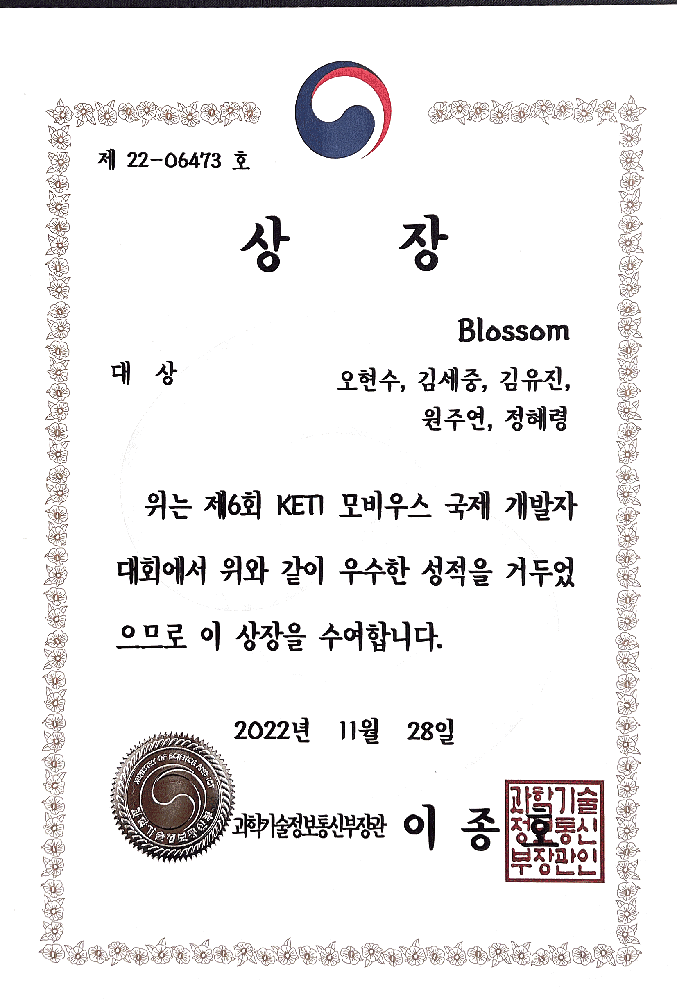 제 22-06473 호
상 장
Blossom
대 상
오현수, 김세중, 김유진,
원주연, 정혜령
위는 제6회 KETI 모비우스 국제 개발자
대회에서 위와 같이 우수한 성적을 거두었
으므로 이 상장을 수여합니다.
2022년 11월 28일
MINISTRY OF SCIENCE AND ICT
과학기술정보통신부
과학기술정보통신부장관 이 종 호
과학기술
정보통신
부장관인